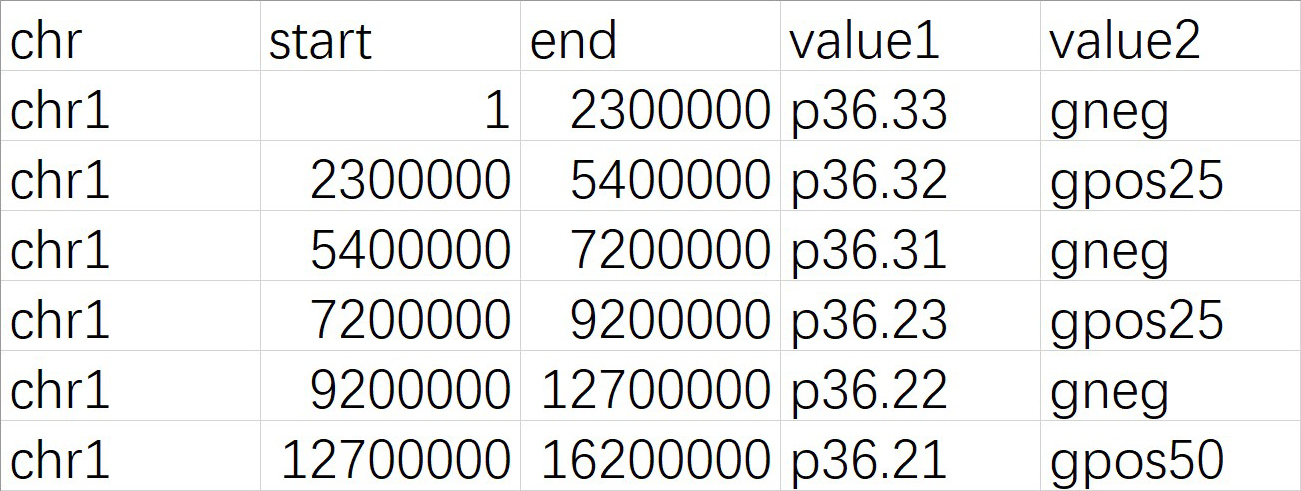 chr start end value1 value2
chr1 1 2300000 p36.33 gneg
chr1 2300000 5400000 p36.32 gpos25
chr1 5400000 7200000 p36.31 gneg
chr1 7200000 9200000 p36.23 gpos25
chr1 9200000 12700000 p36.22 gneg
chr1 12700000 16200000 p36.21 gpos50